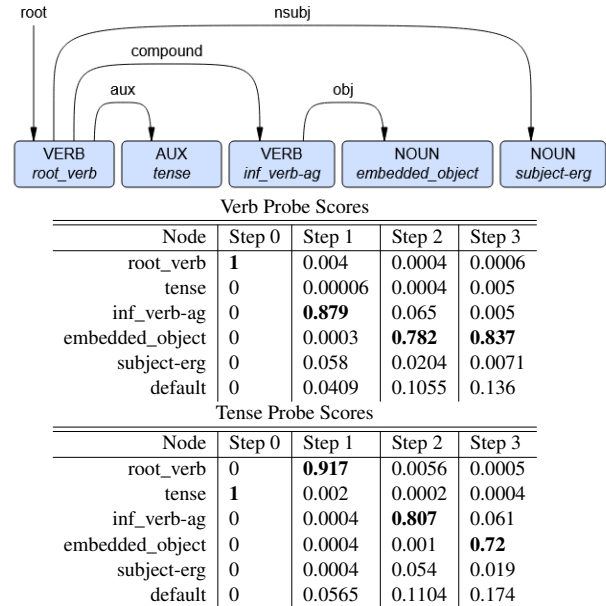 root
nsubj
compound
aux
obj
VERB AUX VERB NOUN NOUN
root_verb tense inf_verb-ag embedded_object subject-erg
Verb Probe Scores
Node Step 0 Step 1 Step 2 Step 3
root_verb 1 0.004 0.0004 0.0006
tense 0 0.00006 0.0004 0.005
inf_verb-ag 0 0.879 0.065 0.005
embedded_object 0 0.0003 0.782 0.837
subject-erg 0 0.058 0.0204 0.0071
default 0 0.0409 0.1055 0.136
Tense Probe Scores
Node Step 0 Step 1 Step 2 Step 3
root_verb 0 0.917 0.0056 0.0005
tense 1 0.002 0.0002 0.0004
inf_verb-ag 0 0.0004 0.807 0.061
embedded_object 0 0.0004 0.001 0.72
subject-erg 0 0.0004 0.054 0.019
default 0 0.0565 0.1104 0.174